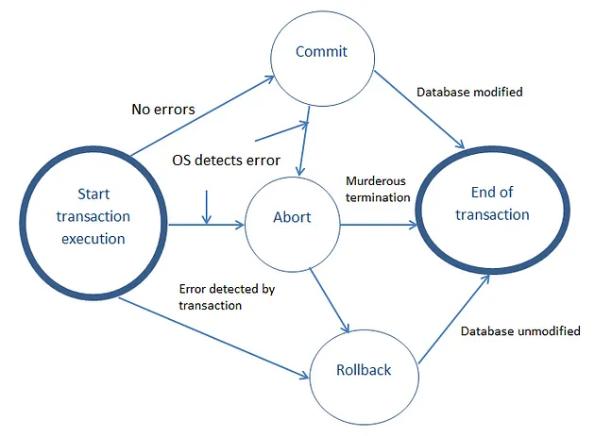 Commit
Database modified
No errors
OS detects error
Murderous
termination
Start
transaction
execution
Abort
End of
transaction
Error detected by
transaction
Database unmodified
Rollback